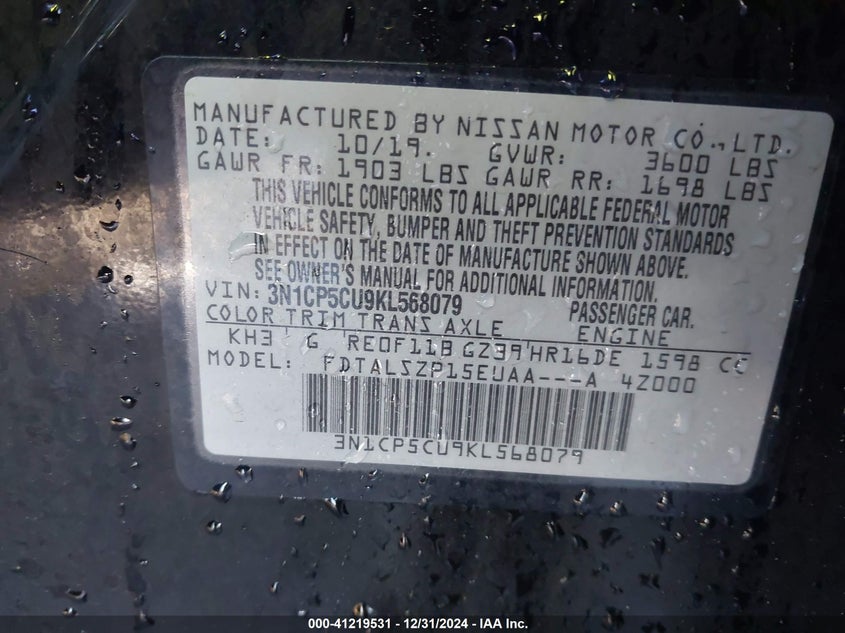 MANUFACTURED BY NISSAN MOTOR CO., LTD.
DATE: 10/19. GVWR: 3600 LBS
GAWR FR: 1903 LBS GAWR RR: 1698 LBS
THIS VEHICLE CONFORMS TO ALL APPLICABLE FEDERAL MOTOR
VEHICLE SAFETY, BUMPER AND THEFT PREVENTION STANDARDS
IN EFFECT ON THE DATE OF MANUFACTURE SHOWN ABOVE.
SEE OWNER'S MANUAL FOR ADDITIONAL INFORMATION.
VIN: 3N1CP5CU9KL568079 PASSENGER CAR.
COLOR TRIM TRANS AXLE ENGINE
KH3 G RE0F11B GZ39 HR16DE 1598 CC
MODEL: FDTALSZP15EUAA---A 4Z000
3N1CP5CU9KL568079
000-41219531 - 12/31/2024 - IAA Inc.